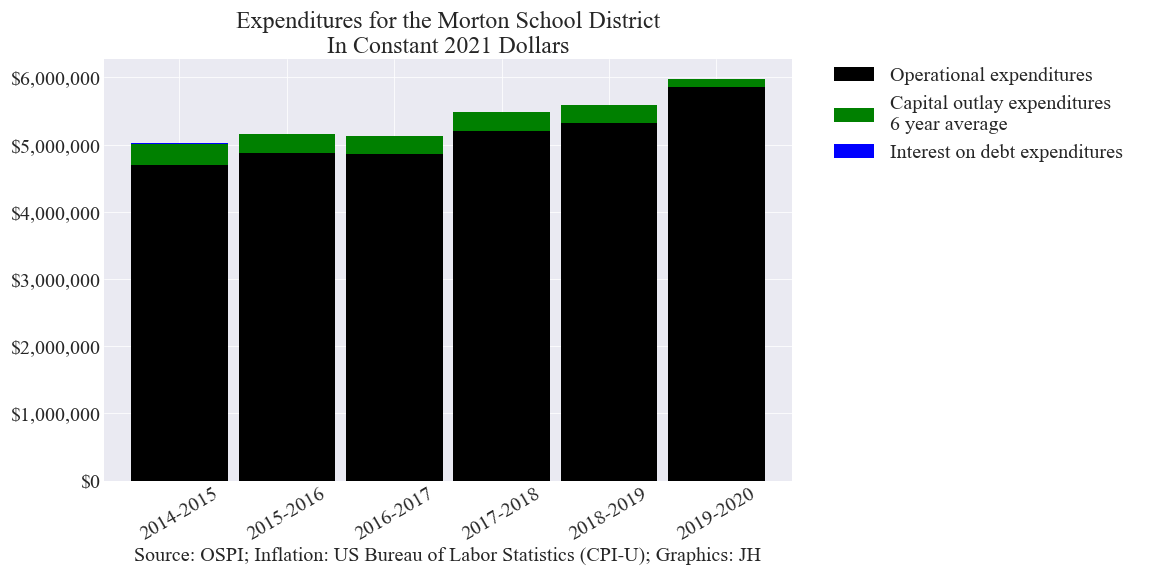 Expenditures for the Morton School District
In Constant 2021 Dollars
$6,000,000
$5,000,000
$4,000,000
$3,000,000
$2,000,000
$1,000,000
$0
2014-2015
2015-2016
2016-2017
2017-2018
2018-2019
2019-2020
Source: OSPI; Inflation: US Bureau of Labor Statistics (CPI-U); Graphics: JH
Operational expenditures
Capital outlay expenditures
6 year average
Interest on debt expenditures